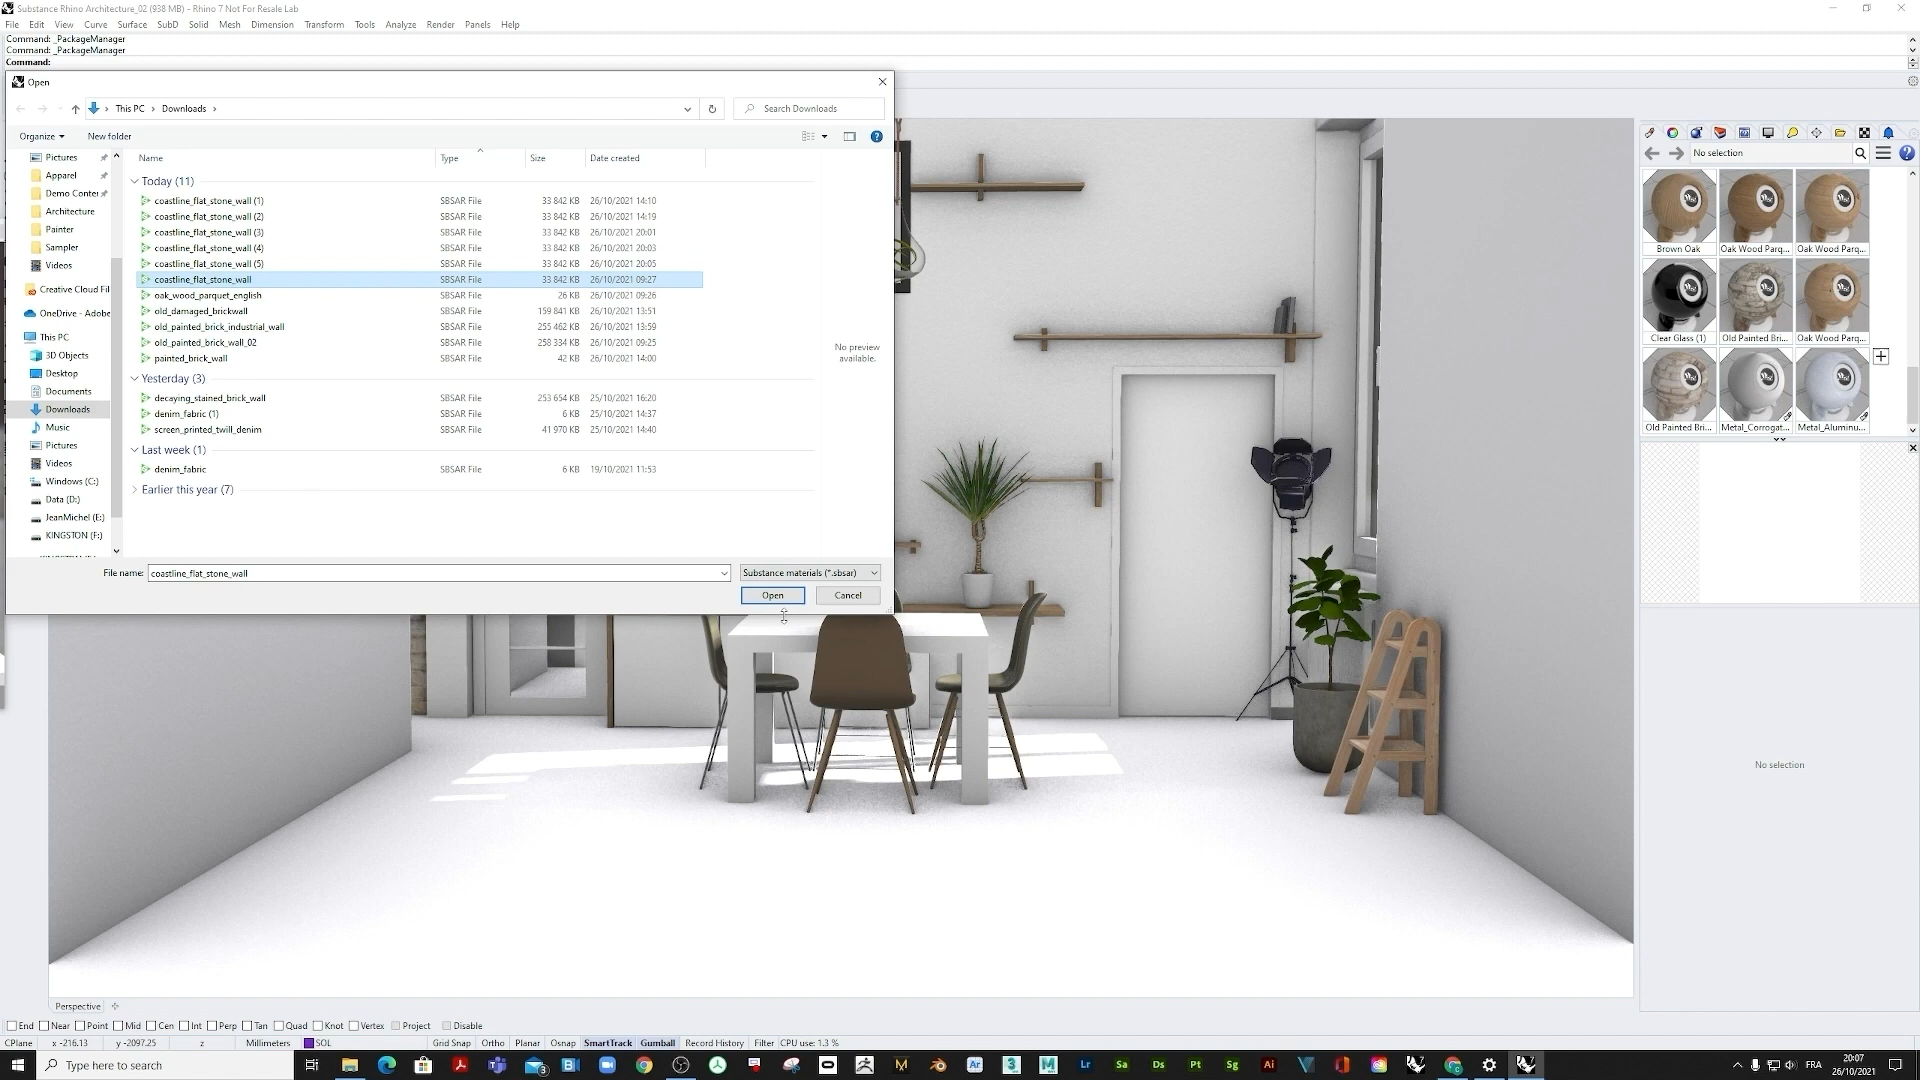 Substance Rhino Architecture_02 (938 MB) - Rhino 7 Not For Resale Lab
File Edit View Curve Surface SubD Solid Mesh Dimension Transform Tools Analyze Render Panels Help
Command: _PackageManager
Command: _PackageManager
Command:
Open
This PC › Downloads ›
Search Downloads
Organize
New folder
Pictures
Apparel
Demo Conter
Architecture
Painter
Sampler
Videos
Creative Cloud Fil
OneDrive - Adobe
This PC
3D Objects
Desktop
Documents
Downloads
Music
Pictures
Videos
Windows (C:)
Data (D:)
JeanMichel (E:)
KINGSTON (F:)
Name Type Size Date created
Today (11)
coastline_flat_stone_wall (1) SBSAR File 33 842 KB 26/10/2021 14:10
coastline_flat_stone_wall (2) SBSAR File 33 842 KB 26/10/2021 14:19
coastline_flat_stone_wall (3) SBSAR File 33 842 KB 26/10/2021 20:01
coastline_flat_stone_wall (4) SBSAR File 33 842 KB 26/10/2021 20:03
coastline_flat_stone_wall (5) SBSAR File 33 842 KB 26/10/2021 20:05
coastline_flat_stone_wall SBSAR File 33 842 KB 26/10/2021 09:27
oak_wood_parquet_english SBSAR File 26 KB 26/10/2021 09:26
old_damaged_brickwall SBSAR File 159 841 KB 26/10/2021 13:51
old_painted_brick_industrial_wall SBSAR File 255 462 KB 26/10/2021 13:59
old_painted_brick_wall_02 SBSAR File 258 334 KB 26/10/2021 09:25
painted_brick_wall SBSAR File 42 KB 26/10/2021 14:00
Yesterday (3)
decaying_stained_brick_wall SBSAR File 253 654 KB 25/10/2021 16:20
denim_fabric (1) SBSAR File 6 KB 25/10/2021 14:37
screen_printed_twill_denim SBSAR File 41 970 KB 25/10/2021 14:40
Last week (1)
denim_fabric SBSAR File 6 KB 19/10/2021 11:53
Earlier this year (7)
No preview
available.
File name: coastline_flat_stone_wall
Substance materials (*.sbsar)
Open Cancel
No selection
Brown Oak Oak Wood Parq... Oak Wood Parq...
Clear Glass (1) Old Painted Bri... Oak Wood Parq...
Old Painted Bri... Metal_Corrogat... Metal_Aluminu...
No selection
Perspective
End Near Point Mid Cen Int Perp Tan Quad Knot Vertex Project Disable
CPlane x -216.13 y -2097.25 z Millimeters SOL Grid Snap Ortho Planar Osnap SmartTrack Gumball Record History Filter CPU use: 1.3 %
Type here to search
3
Ar
3
M
Lr
Sa
Ds
Pt
Sg
Ai
FRA
20:07
26/10/2021